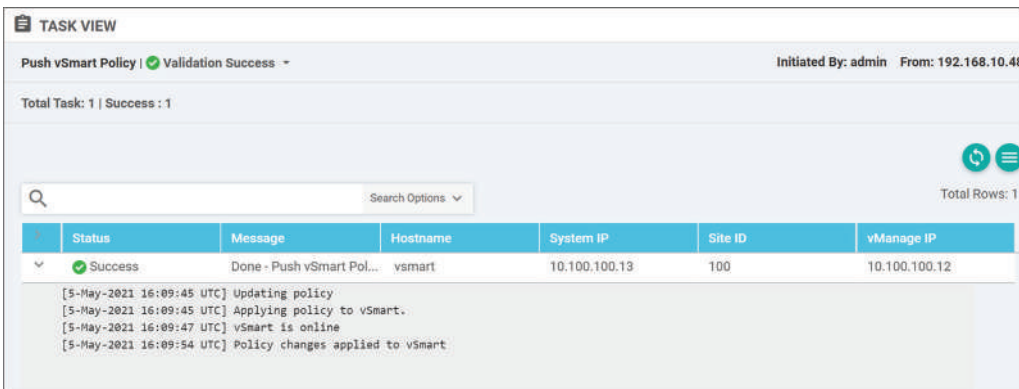 TASK VIEW
Push vSmart Policy | Validation Success
Initiated By: admin From: 192.168.10.48
Total Task: 1 | Success : 1
Search Options
Total Rows: 1
Status Message Hostname System IP Site ID vManage IP
Success Done - Push vSmart Pol... vsmart 10.100.100.13 100 10.100.100.12
[5-May-2021 16:09:45 UTC] Updating policy
[5-May-2021 16:09:45 UTC] Applying policy to vSmart.
[5-May-2021 16:09:47 UTC] vSmart is online
[5-May-2021 16:09:54 UTC] Policy changes applied to vSmart